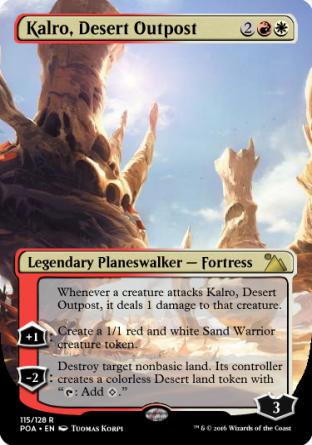 Kalro, Desert Outpost 2
Legendary Planeswalker — Fortress
Whenever a creature attacks Kalro, Desert
Outpost, it deals 1 damage to that creature.
+1: Create a 1/1 red and white Sand Warrior
creature token.
-2: Destroy target nonbasic land. Its controller
creates a colorless Desert land token with
“T: Add C.”
3
115/128 R
POA • EN Tuomas Korpi
™ & © 2016 Wizards of the Coast